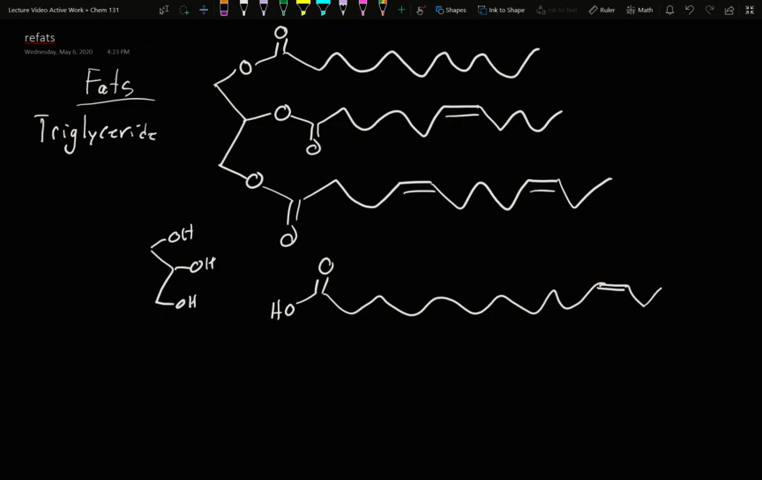 Lecture Video Active Work • Chem 131
Shapes
Ink to Shape
Ink to Text
Ruler
Math
refats
Wednesday, May 6, 2020 4:23 PM
Fats
Triglyceride
O
O
O
O
O
O
OH
OH
OH
O
HO